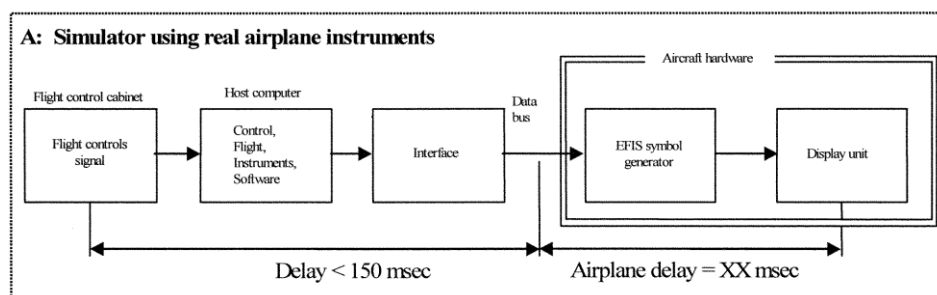 A: Simulator using real airplane instruments
Aircraft hardware
Flight control cabinet
Host computer
Data
bus
Flight controls
signal
Control,
Flight,
Instruments,
Software
Interface
EFIS symbol
generator
Display unit
Delay < 150 msec
Airplane delay = XX msec